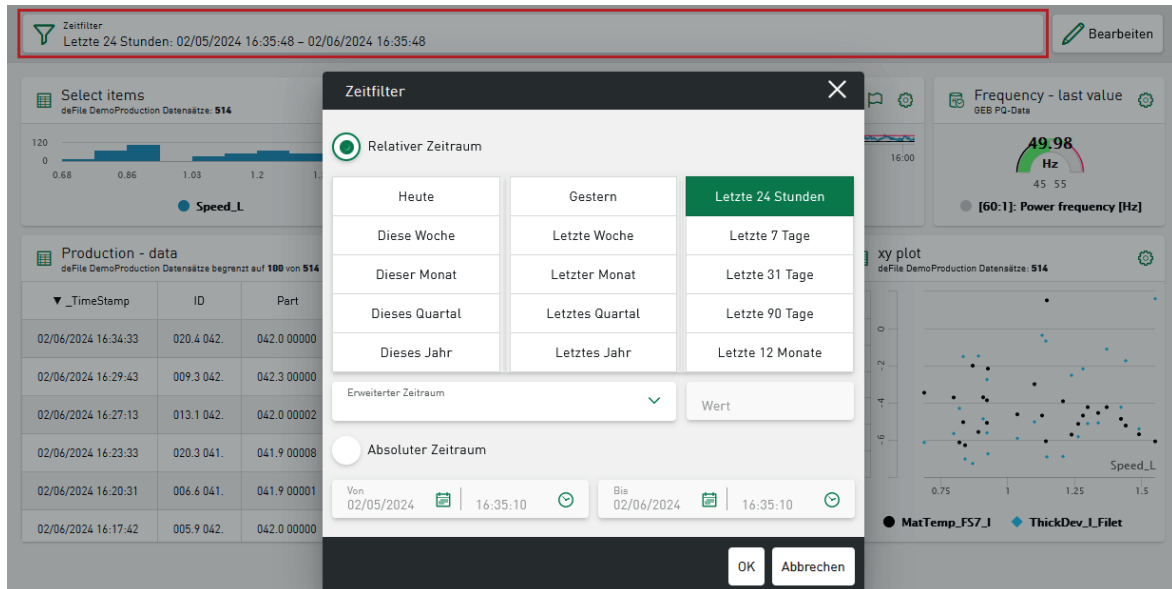 Zeitfilter
Letzte 24 Stunden: 02/05/2024 16:35:48 – 02/06/2024 16:35:48
Bearbeiten
Select items
deFile DemoProduction Datensätze: 514
120
0
0.68 0.86 1.03 1.2 1.
Speed_L
16:00
Frequency - last value
GEB PQ-Data
49.98
Hz
45 55
[60:1]: Power frequency [Hz]
Zeitfilter
Relativer Zeitraum
Heute Gestern Letzte 24 Stunden
Diese Woche Letzte Woche Letzte 7 Tage
Dieser Monat Letzter Monat Letzte 31 Tage
Dieses Quartal Letztes Quartal Letzte 90 Tage
Dieses Jahr Letztes Jahr Letzte 12 Monate
Erweiterter Zeitraum
Wert
Absoluter Zeitraum
Von
02/05/2024 16:35:10
Bis
02/06/2024 16:35:10
OK Abbrechen
Production - data
deFile DemoProduction Datensätze begrenzt auf 100 von 514
▼ _TimeStamp ID Part
02/06/2024 16:34:33 020.4 042. 042.0 00000
02/06/2024 16:29:43 009.3 042. 042.3 00000
02/06/2024 16:27:13 013.1 042. 042.0 00002
02/06/2024 16:23:33 020.3 041. 041.9 00008
02/06/2024 16:20:31 006.6 041. 041.9 00001
02/06/2024 16:17:42 005.9 042. 042.0 00000
xy plot
deFile DemoProduction Datensätze: 514
0
-2
-4
-6
Speed_L
0.75 1 1.25 1.5
MatTemp_FS7_I ThickDev_I_Filet